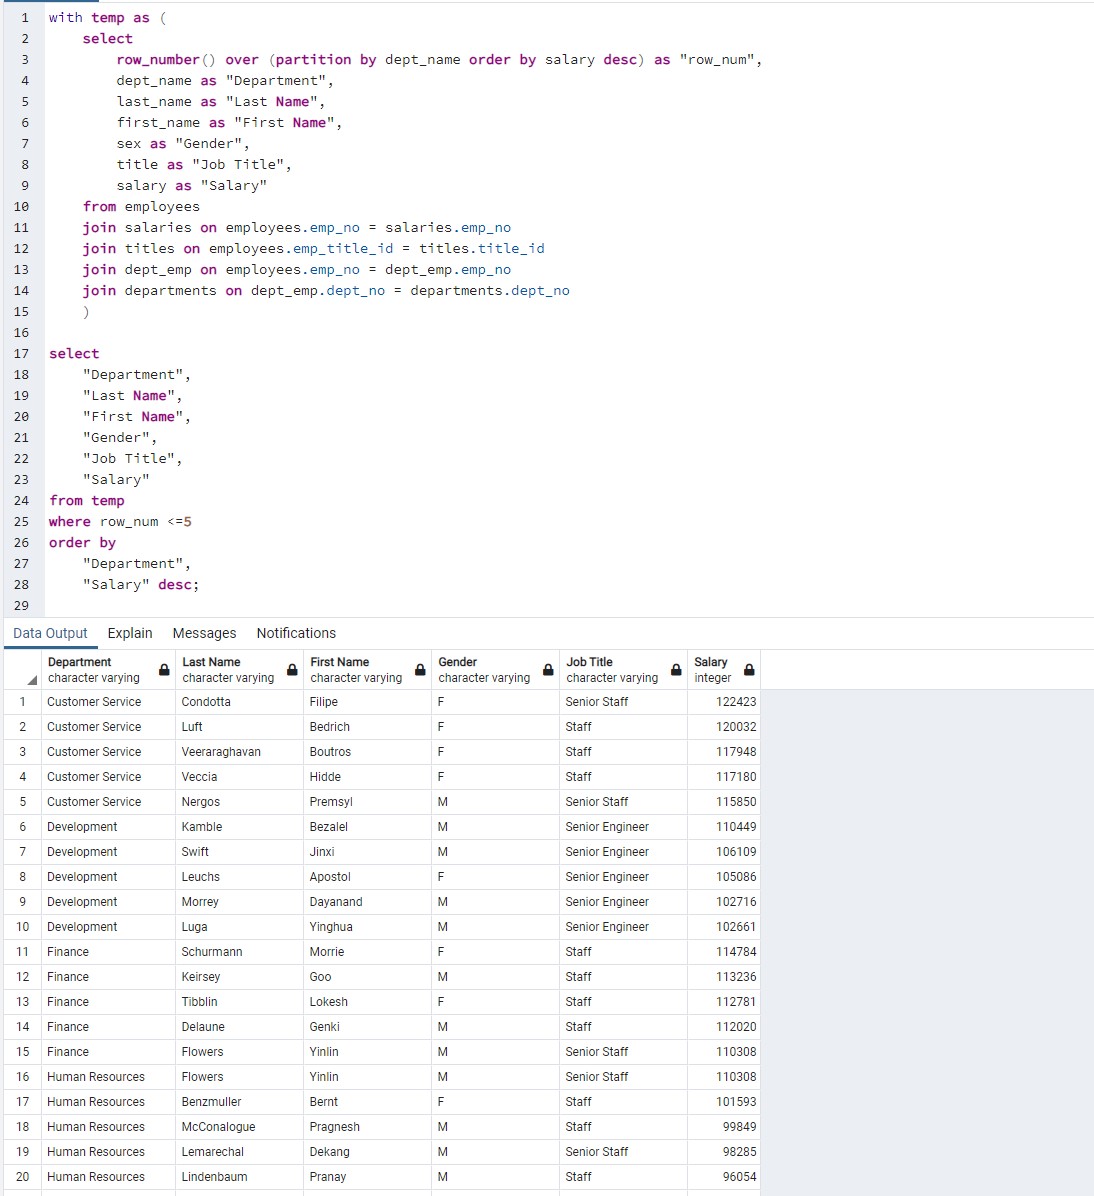 1 with temp as (
2 select
3 row_number() over (partition by dept_name order by salary desc) as "row_num",
4 dept_name as "Department",
5 last_name as "Last Name",
6 first_name as "First Name",
7 sex as "Gender",
8 title as "Job Title",
9 salary as "Salary"
10 from employees
11 join salaries on employees.emp_no = salaries.emp_no
12 join titles on employees.emp_title_id = titles.title_id
13 join dept_emp on employees.emp_no = dept_emp.emp_no
14 join departments on dept_emp.dept_no = departments.dept_no
15 )
16
17 select
18 "Department",
19 "Last Name",
20 "First Name",
21 "Gender",
22 "Job Title",
23 "Salary"
24 from temp
25 where row_num <=5
26 order by
27 "Department",
28 "Salary" desc;
29
Data Output Explain Messages Notifications
Department Last Name First Name Gender Job Title Salary
character varying character varying character varying character varying character varying integer
1 Customer Service Condotta Filipe F Senior Staff 122423
2 Customer Service Luft Bedrich F Staff 120032
3 Customer Service Veeraraghavan Boutros F Staff 117948
4 Customer Service Veccia Hidde F Staff 117180
5 Customer Service Nergos Premsyl M Senior Staff 115850
6 Development Kamble Bezalel M Senior Engineer 110449
7 Development Swift Jinxi M Senior Engineer 106109
8 Development Leuchs Apostol F Senior Engineer 105086
9 Development Morrey Dayanand M Senior Engineer 102716
10 Development Luga Yinghua M Senior Engineer 102661
11 Finance Schurmann Morrie F Staff 114784
12 Finance Keirsey Goo M Staff 113236
13 Finance Tibblin Lokesh F Staff 112781
14 Finance Delaune Genki M Staff 112020
15 Finance Flowers Yinlin M Senior Staff 110308
16 Human Resources Flowers Yinlin M Senior Staff 110308
17 Human Resources Benzmuller Bernt F Staff 101593
18 Human Resources McConalogue Pragnesh M Staff 99849
19 Human Resources Lemarechal Dekang M Senior Staff 98285
20 Human Resources Lindenbaum Pranay M Staff 96054